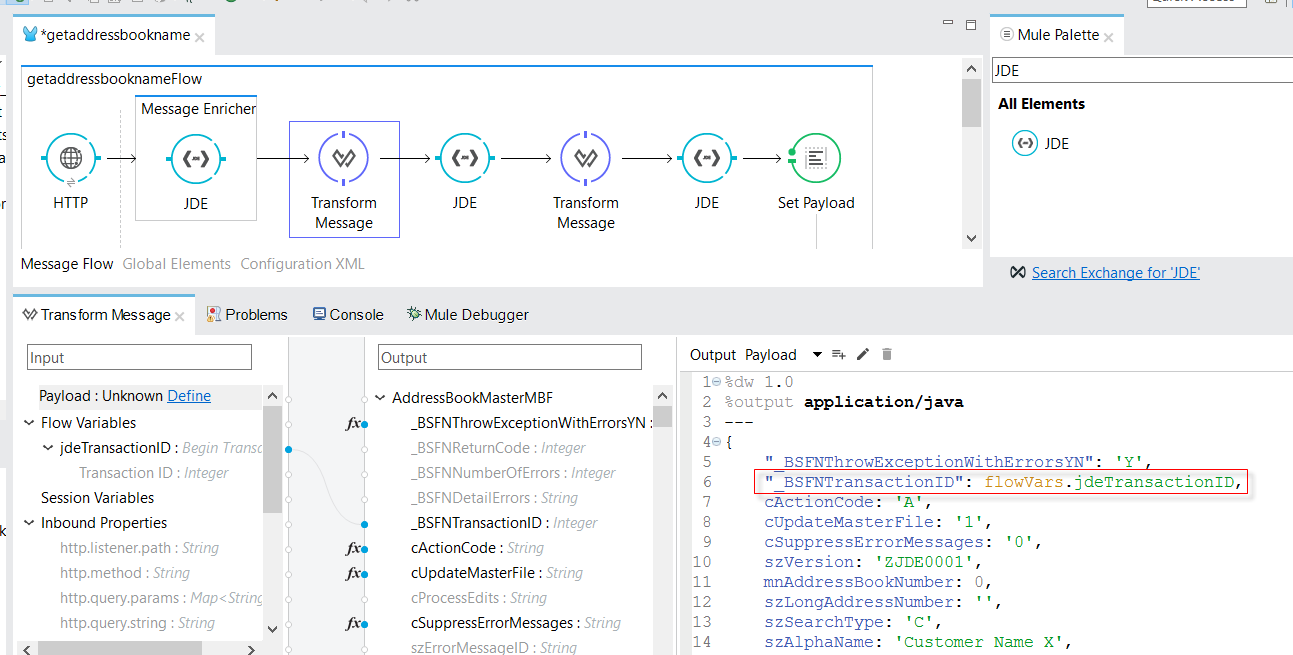 *getaddressbookname
Mule Palette
JDE
getaddressbooknameFlow
Message Enricher
All Elements
JDE
HTTP
JDE
Transform
Message
JDE
Transform
Message
JDE
Set Payload
Message Flow Global Elements Configuration XML
Search Exchange for 'JDE'
Transform Message Problems Console Mule Debugger
Input
Output
Output Payload
Payload : Unknown Define
Flow Variables
jdeTransactionID : Begin Transa
Transaction ID : Integer
Session Variables
Inbound Properties
http.listener.path : String
http.method : String
http.query.params : Map<String
http.query.string : String
fx
fx
fx
fx
AddressBookMasterMBF
_BSFNThrowExceptionWithErrorsYN :
_BSFNReturnCode : Integer
_BSFNNumberOfErrors : Integer
_BSFNDetailErrors : String
_BSFNTransactionID : Integer
cActionCode : String
cUpdateMasterFile : String
cProcessEdits : String
cSuppressErrorMessages : String
szErrorMessageID : String
1 %dw 1.0
2 %output application/java
3 ---
4 {
5 "_BSFNThrowExceptionWithErrorsYN": 'Y',
6 "_BSFNTransactionID": flowVars.jdeTransactionID,
7 cActionCode: 'A',
8 cUpdateMasterFile: '1',
9 cSuppressErrorMessages: '0',
10 szVersion: 'ZJDE0001',
11 mnAddressBookNumber: 0,
12 szLongAddressNumber: '',
13 szSearchType: 'C',
14 szAlphaName: 'Customer Name X',